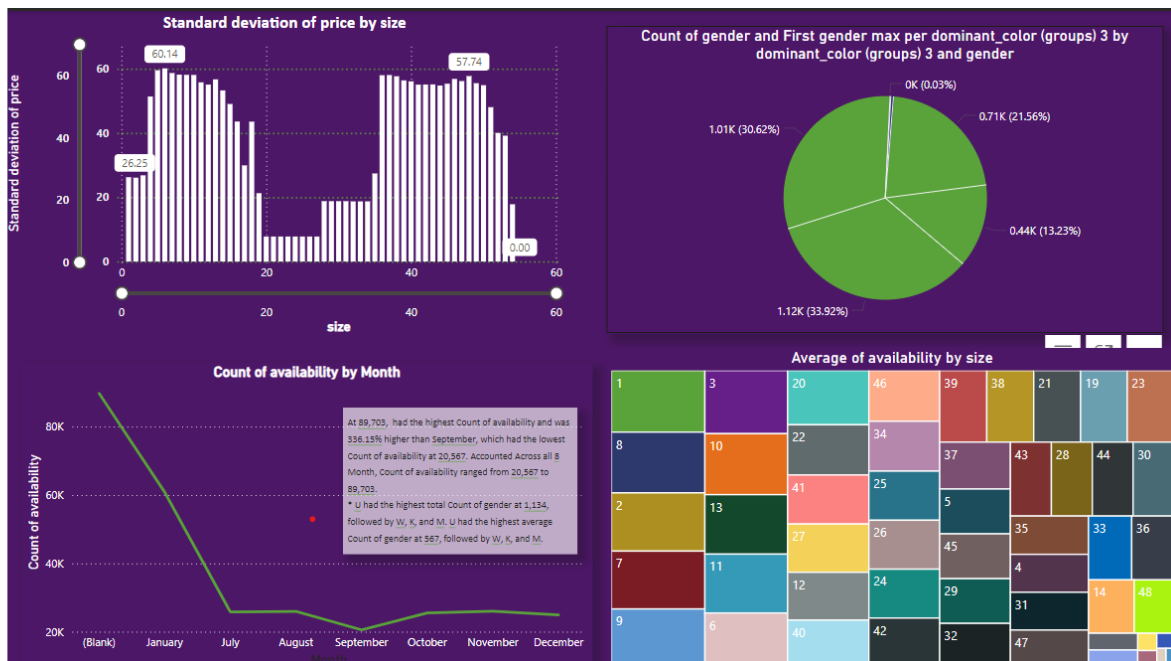 Standard deviation of price by size
Standard deviation of price
60
40
20
0
60
40
20
0
60.14
57.74
26.25
0.00
0
20
40
60
0
20
40
60
size
Count of gender and First gender max per dominant_color (groups) 3 by
dominant_color (groups) 3 and gender
0K (0.03%)
0.71K (21.56%)
0.44K (13.23%)
1.12K (33.92%)
1.01K (30.62%)
Count of availability by Month
Count of availability
80K
60K
40K
20K
(Blank)
January
July
August
September
October
November
December
Month
At 89,703, had the highest Count of availability and was
336.15% higher than September, which had the lowest
Count of availability at 20,567. Accounted Across all 8
Month, Count of availability ranged from 20,567 to
89,703.
* U had the highest total Count of gender at 1,134,
followed by W, K, and M. U had the highest average
Count of gender at 567, followed by W, K, and M.
Average of availability by size
1
8
2
7
9
3
10
13
11
6
20
22
41
27
12
40
46
34
25
26
24
42
39
38
21
19
23
37
5
45
29
32
43
28
44
30
35
4
31
47
33
36
14
48